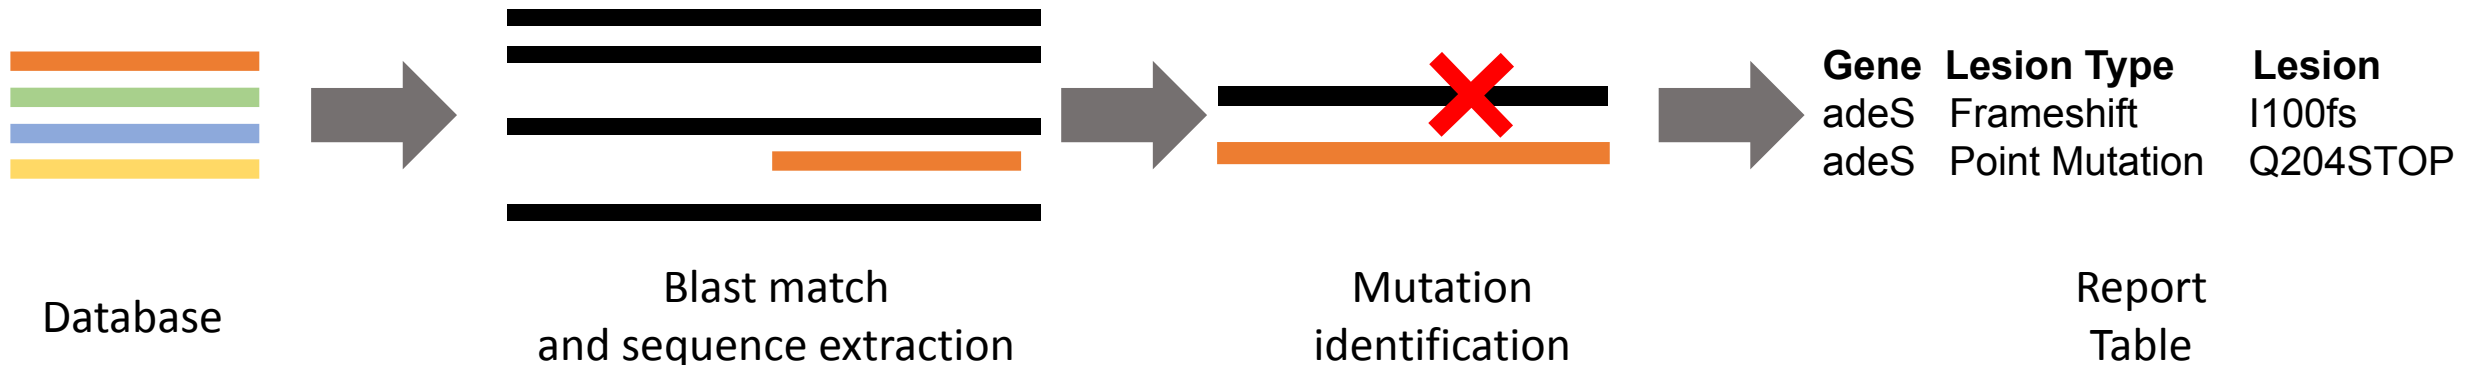 Gene Lesion Type Lesion
adeS Frameshift I100fs
adeS Point Mutation Q204STOP
Database
Blast match
and sequence extraction
Mutation
identification
Report
Table